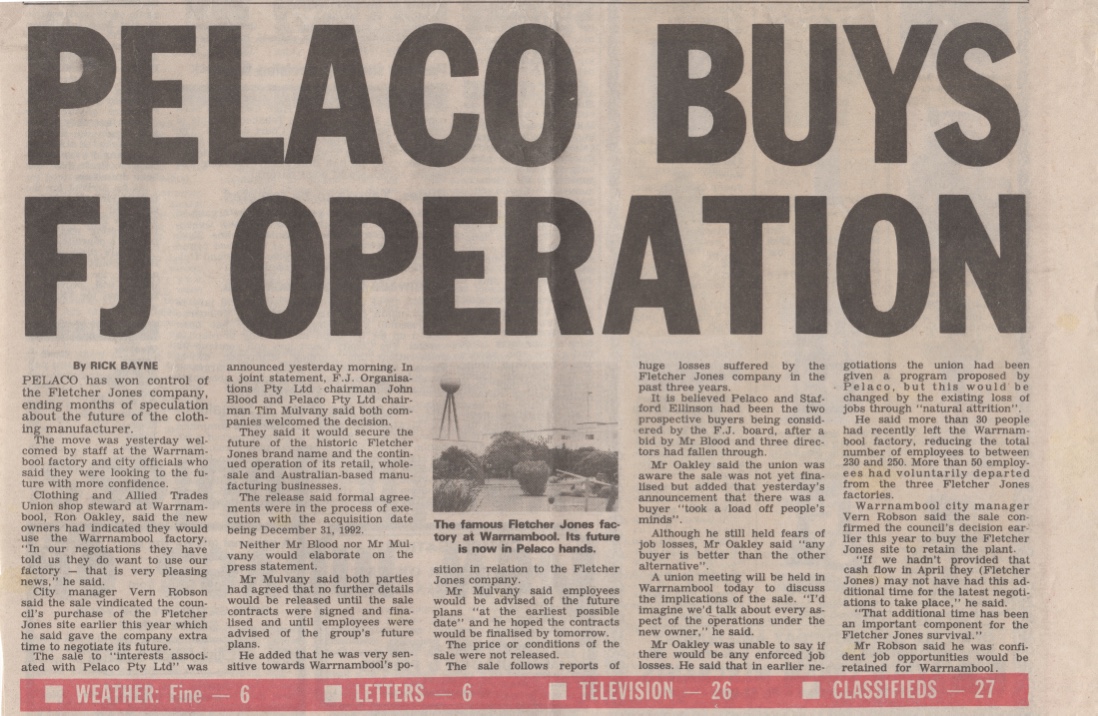 PELACO BUYS
FJ OPERATION
By RICK BAYNE
PELACO has won control of
the Fletcher Jones company,
ending months of speculation
about the future of the cloth-
ing manufacturer.
The move was yesterday wel-
comed by staff at the Warrnam-
bool factory and city officials who
said they were looking to the fu-
ture with more confidence.
Clothing and Allied Trades
Union shop steward at Warrnam-
bool, Ron Oakley, said the new
owners had indicated they would
use the Warrnambool factory.
"In our negotiations they have
told us they do want to use our
factory — that is very pleasing
news," he said.
City manager Vern Robson
said the sale vindicated the coun-
cil's purchase of the Fletcher
Jones site earlier this year which
he said gave the company extra
time to negotiate its future.
The sale to "interests associ-
ated with Pelaco Pty Ltd" was
announced yesterday morning. In
a joint statement, F.J. Organisa-
tions Pty Ltd chairman John
Blood and Pelaco Pty Ltd chair-
man Tim Mulvany said both com-
panies welcomed the decision.
They said it would secure the
future of the historic Fletcher
Jones brand name and the contin-
ued operation of its retail, whole-
sale and Australian-based manu-
facturing businesses.
The release said formal agree-
ments were in the process of exe-
cution with the acquisition date
being December 31, 1992.
Neither Mr Blood nor Mr Mul-
vany would elaborate on the
press statement.
Mr Mulvany said both parties
had agreed that no further details
would be released until the sale
contracts were signed and fina-
lised and until employees were
advised of the group's future
plans.
He added that he was very sen-
sitive towards Warrnambool's po-
The famous Fletcher Jones fac-
tory at Warrnambool. Its future
is now in Pelaco hands.
sition in relation to the Fletcher
Jones company.
Mr Mulvany said employees
would be advised of the future
plans "at the earliest possible
date" and he hoped the contracts
would be finalised by tomorrow.
The price or conditions of the
sale were not released.
The sale follows reports of
huge losses suffered by the
Fletcher Jones company in the
past three years.
It is believed Pelaco and Staf-
ford Ellinson had been the two
prospective buyers being consid-
ered by the F.J. board, after a
bid by Mr Blood and three direc-
tors had fallen through.
Mr Oakley said the union was
aware the sale was not yet fina-
lised but added that yesterday's
announcement that there was a
buyer "took a load off people's
minds".
Although he still held fears of
job losses, Mr Oakley said "any
buyer is better than the other
alternative".
A union meeting will be held in
Warrnambool today to discuss
the implications of the sale. "I'd
imagine we'd talk about every as-
pect of the operations under the
new owner," he said.
Mr Oakley was unable to say if
there would be any enforced job
losses. He said that in earlier ne-
gotiations the union had been
given a program proposed by
Pelaco, but this would be
changed by the existing loss of
jobs through "natural attrition".
He said more than 30 people
had recently left the Warrnam-
bool factory, reducing the total
number of employees to between
230 and 250. More than 50 employ-
ees had voluntarily departed
from the three Fletcher Jones
factories.
Warrnambool city manager
Vern Robson said the sale con-
firmed the council's decision ear-
lier this year to buy the Fletcher
Jones site to retain the plant.
"If we hadn't provided that
cash flow in April they (Fletcher
Jones) may not have had this ad-
ditional time for the latest negoti-
ations to take place," he said.
"That additional time has been
an important component for the
Fletcher Jones survival."
Mr Robson said he was confi-
dent job opportunities would be
retained for Warrnambool.
WEATHER: Fine — 6 LETTERS — 6 TELEVISION — 26 CLASSIFIEDS — 27